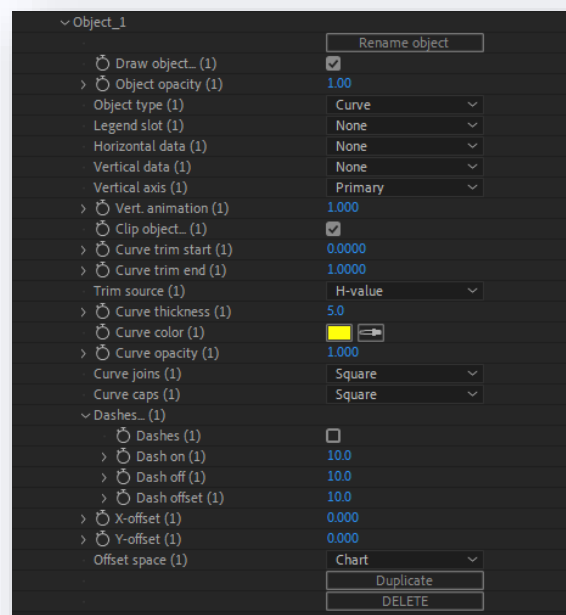 Object_1
Rename object
Draw object... (1)
Object opacity (1) 1.00
Object type (1) Curve
Legend slot (1) None
Horizontal data (1) None
Vertical data (1) None
Vertical axis (1) Primary
Vert. animation (1) 1.000
Clip object... (1)
Curve trim start (1) 0.0000
Curve trim end (1) 1.0000
Trim source (1) H-value
Curve thickness (1) 5.0
Curve color (1)
Curve opacity (1) 1.000
Curve joins (1) Square
Curve caps (1) Square
Dashes... (1)
Dashes (1)
Dash on (1) 10.0
Dash off (1) 10.0
Dash offset (1) 10.0
X-offset (1) 0.000
Y-offset (1) 0.000
Offset space (1) Chart
Duplicate
DELETE